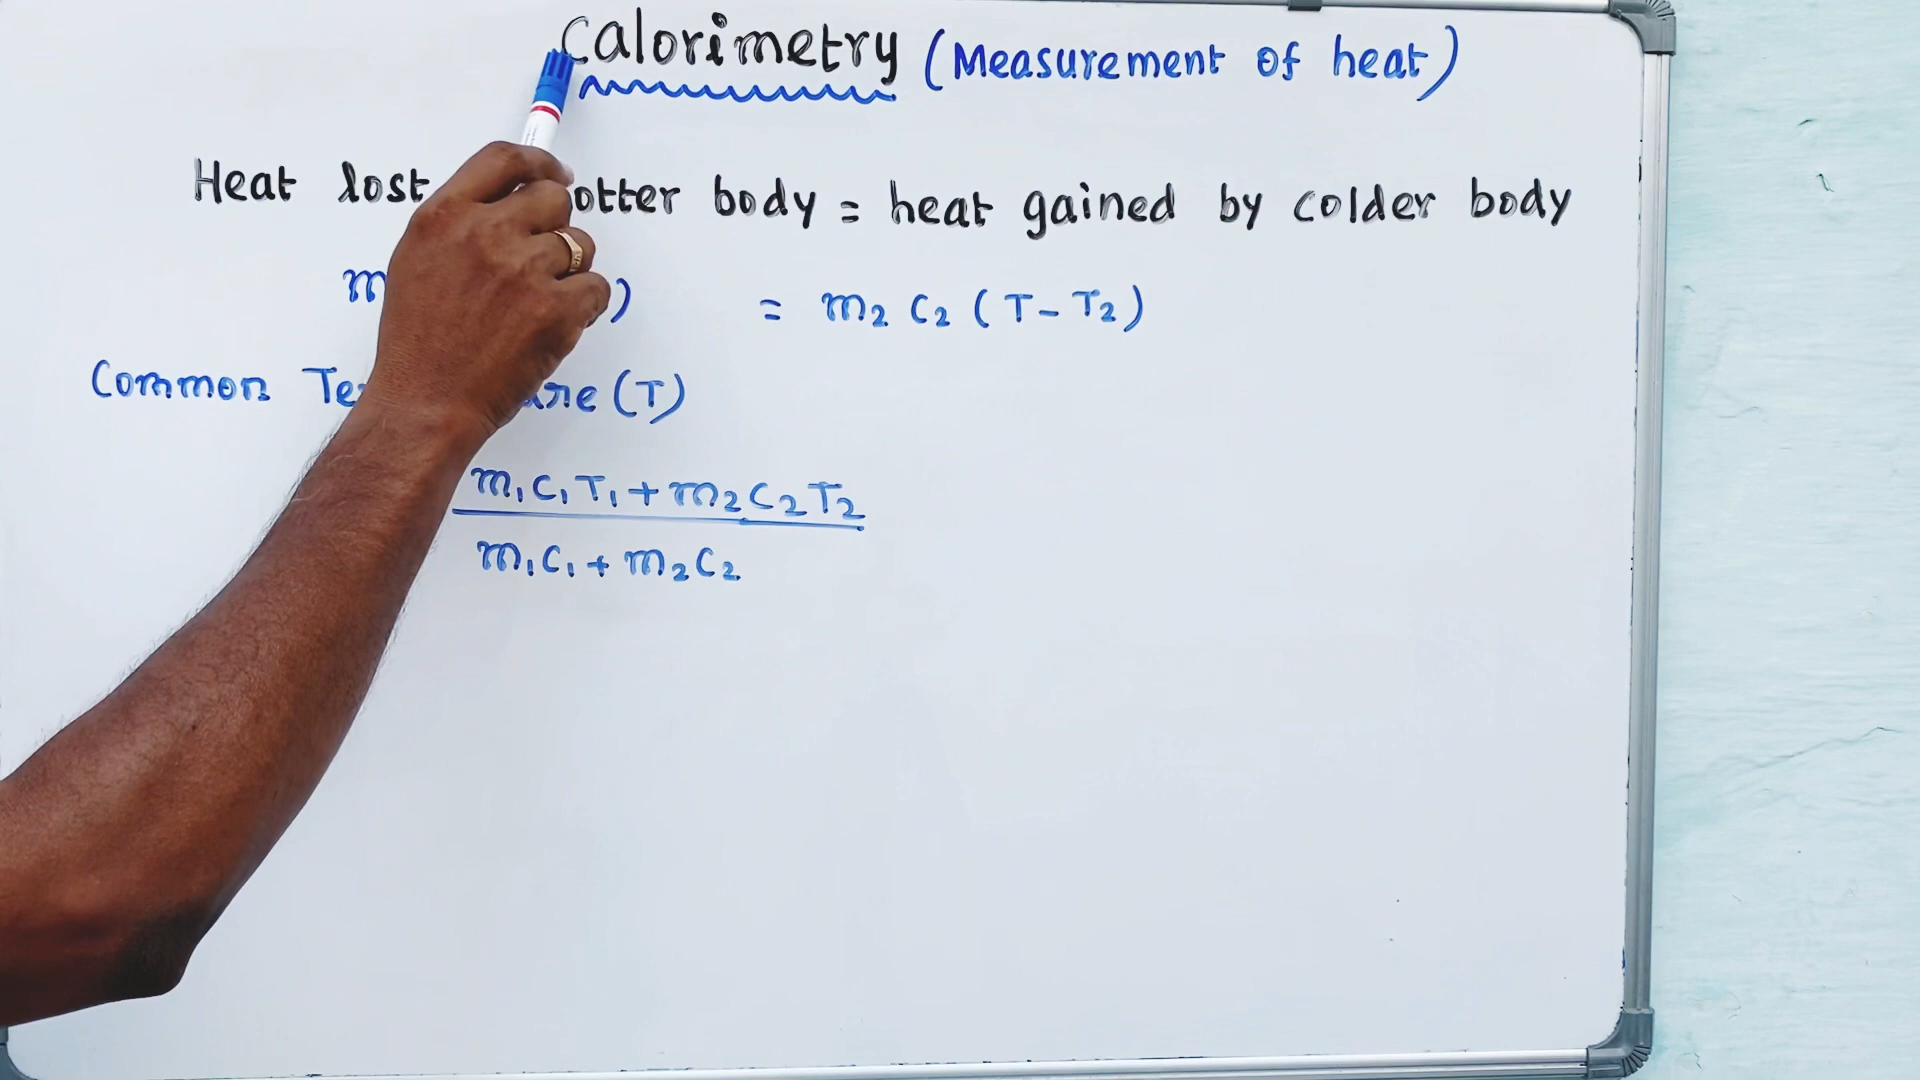 Calorimetry (Measurement of heat)
Heat lost otter body = heat gained by colder body
m ) = m2 C2 (T-T2)
Common Te ure (T)
m1C1T1 + m2C2T2
m1C1 + m2C2